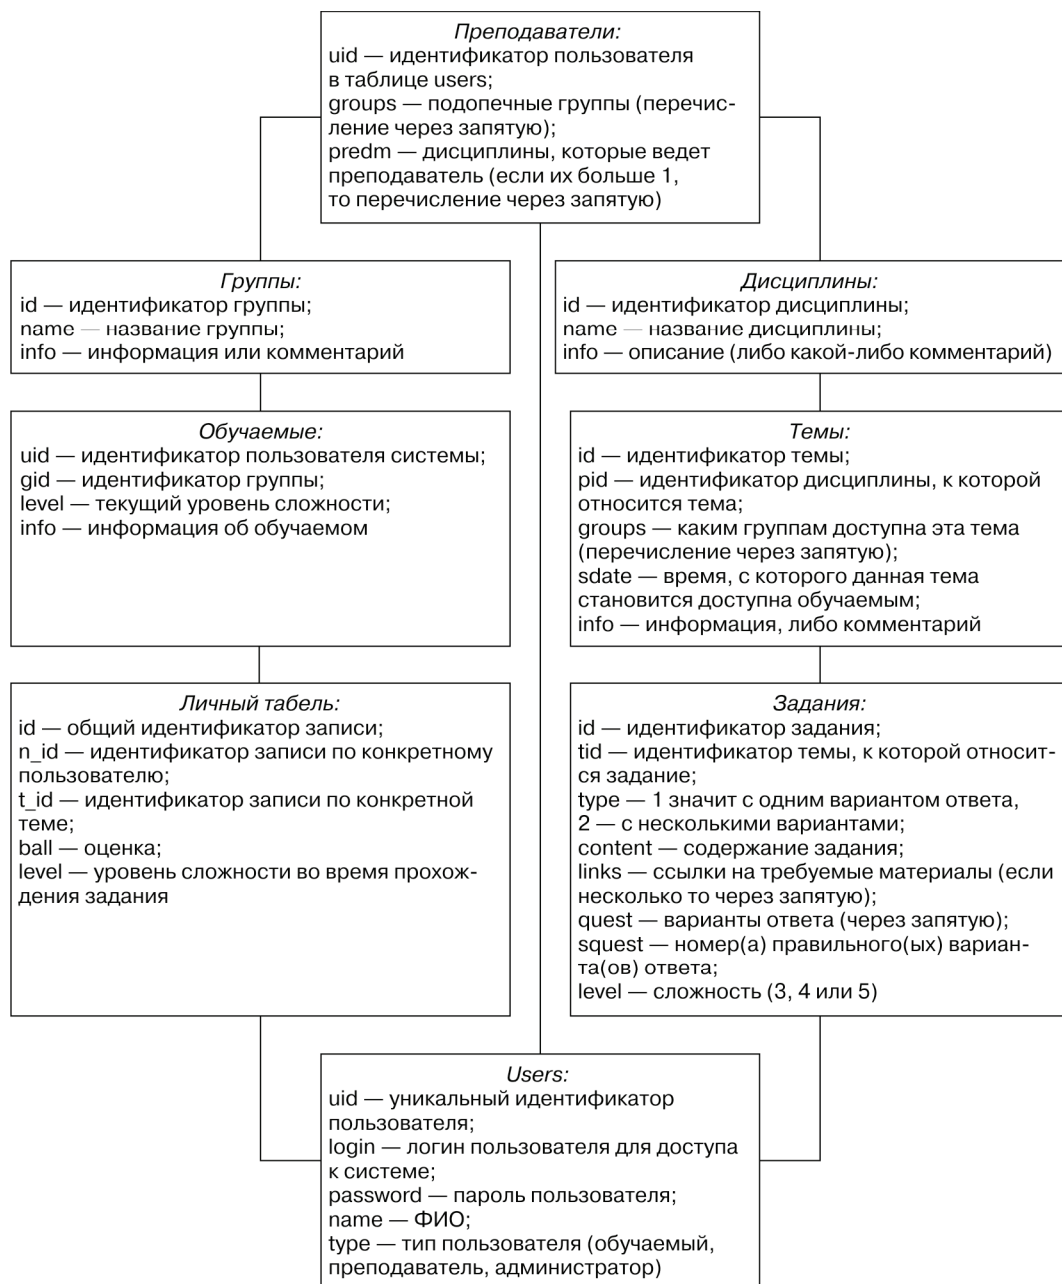 Преподаватели:
uid — идентификатор пользователя
в таблице users;
groups — подопечные группы (перечис-
ление через запятую);
predm — дисциплины, которые ведет
преподаватель (если их больше 1,
то перечисление через запятую)
Группы:
id — идентификатор группы;
name — название группы;
info — информация или комментарий
Дисциплины:
id — идентификатор дисциплины;
name — название дисциплины;
info — описание (либо какой-либо комментарий)
Обучаемые:
uid — идентификатор пользователя системы;
gid — идентификатор группы;
level — текущий уровень сложности;
info — информация об обучаемом
Темы:
id — идентификатор темы;
pid — идентификатор дисциплины, к которой
относится тема;
groups — каким группам доступна эта тема
(перечисление через запятую);
sdate — время, с которого данная тема
становится доступна обучаемым;
info — информация, либо комментарий
Личный табель:
id — общий идентификатор записи;
n_id — идентификатор записи по конкретному
пользователю;
t_id — идентификатор записи по конкретной
теме;
ball — оценка;
level — уровень сложности во время прохож-
дения задания
Задания:
id — идентификатор задания;
tid — идентификатор темы, к которой относит-
ся задание;
type — 1 значит с одним вариантом ответа,
2 — с несколькими вариантами;
content — содержание задания;
links — ссылки на требуемые материалы (если
несколько то через запятую);
quest — варианты ответа (через запятую);
squest — номер(а) правильного(ых) вариан-
та(ов) ответа;
level — сложность (3, 4 или 5)
Users:
uid — уникальный идентификатор
пользователя;
login — логин пользователя для доступа
к системе;
password — пароль пользователя;
name — ФИО;
type — тип пользователя (обучаемый,
преподаватель, администратор)